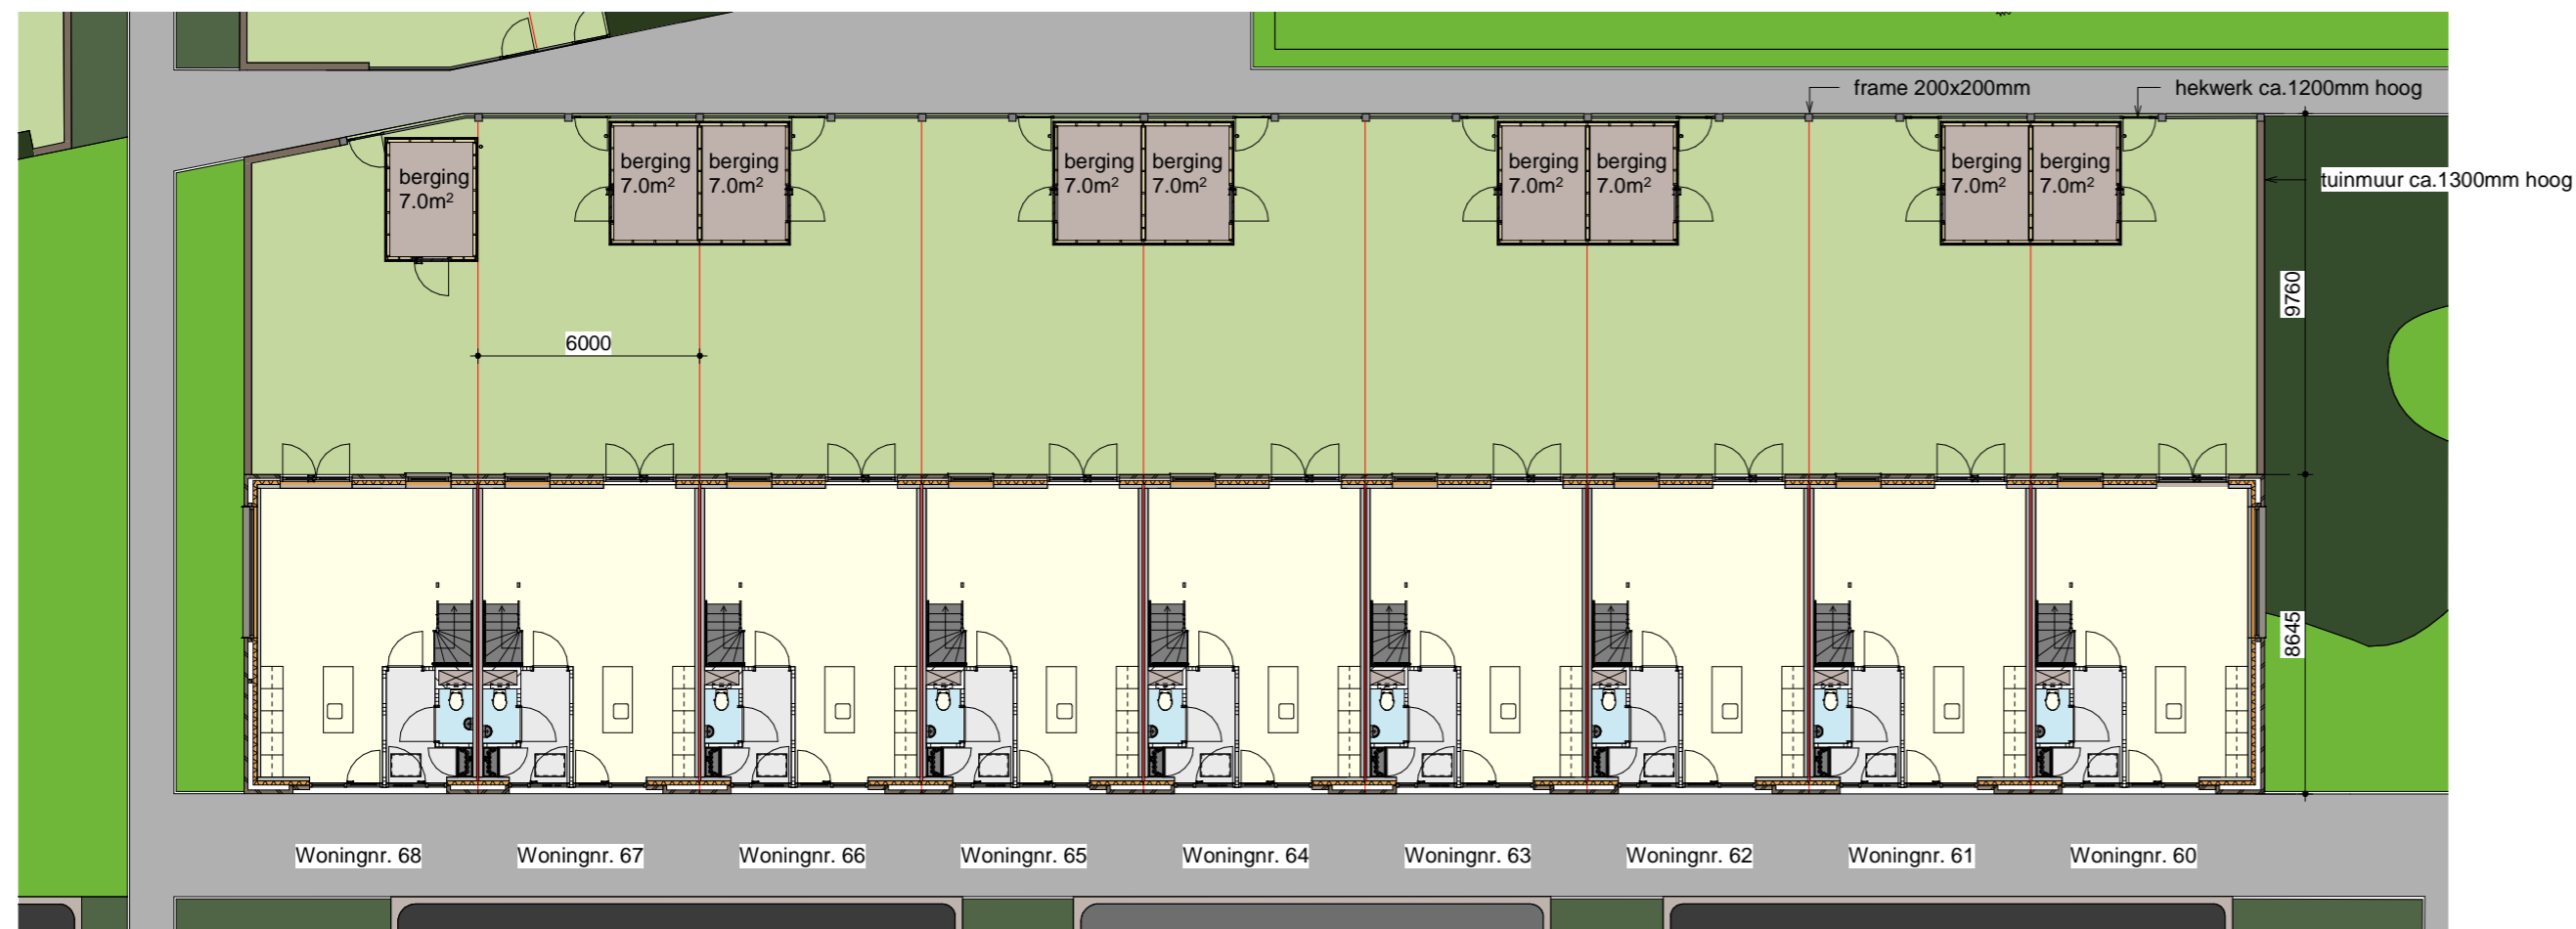 frame 200x200mm
hekwerk ca.1200mm hoog
berging
7.0m²
berging
7.0m²
berging
7.0m²
berging
7.0m²
berging
7.0m²
berging
7.0m²
berging
7.0m²
berging
7.0m²
berging
7.0m²
tuinmuur ca.1300mm hoog
9760
6000
8645
Woningnr. 68
Woningnr. 67
Woningnr. 66
Woningnr. 65
Woningnr. 64
Woningnr. 63
Woningnr. 62
Woningnr. 61
Woningnr. 60